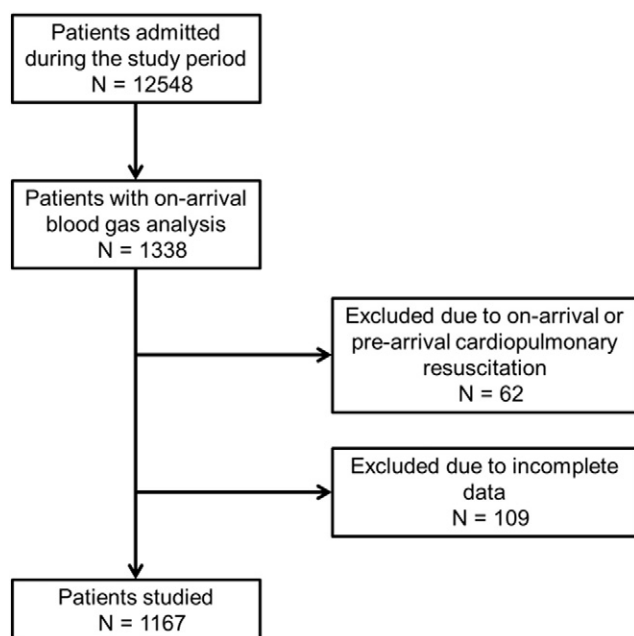 Patients admitted
during the study period
N = 12548
Patients with on-arrival
blood gas analysis
N = 1338
Excluded due to on-arrival or
pre-arrival cardiopulmonary
resuscitation
N = 62
Excluded due to incomplete
data
N = 109
Patients studied
N = 1167